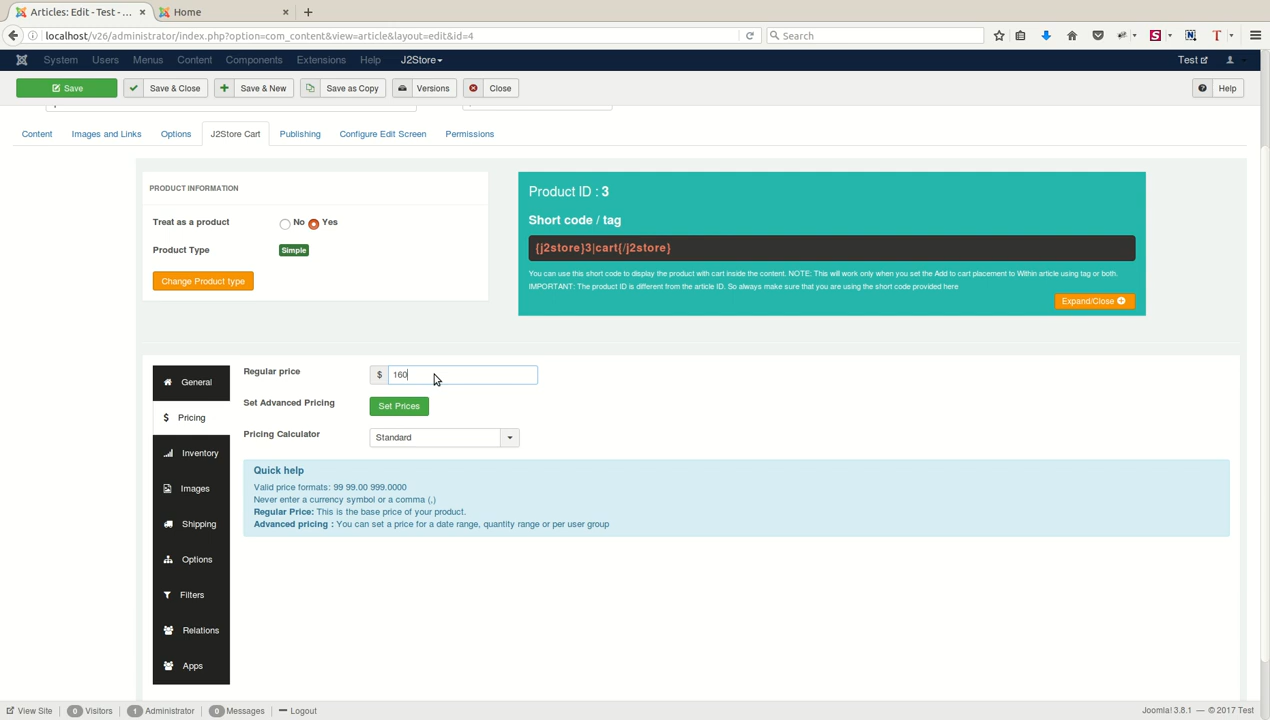 Articles: Edit - Test - ... × Home × +
localhost/v26/administrator/index.php?option=com_content&view=article&layout=edit&id=4 Search
System Users Menus Content Components Extensions Help J2Store Test
Save Save & Close Save & New Save as Copy Versions Close Help
Content Images and Links Options J2Store Cart Publishing Configure Edit Screen Permissions
PRODUCT INFORMATION
Treat as a product No Yes
Product Type Simple
Change Product type
Product ID : 3
Short code / tag
{j2store}3|cart{/j2store}
You can use this short code to display the product with cart inside the content. NOTE: This will work only when you set the Add to cart placement to Within article using tag or both.
IMPORTANT: The product ID is different from the article ID. So always make sure that you are using the short code provided here
Expand/Close
General
$ Pricing
Inventory
Images
Shipping
Options
Filters
Relations
Apps
Regular price $ 160
Set Advanced Pricing Set Prices
Pricing Calculator Standard
Quick help
Valid price formats: 99 99.00 999.0000
Never enter a currency symbol or a comma (,)
Regular Price: This is the base price of your product.
Advanced pricing : You can set a price for a date range, quantity range or per user group
View Site 0 Visitors 1 Administrator 0 Messages Logout Joomla! 3.8.1 — © 2017 Test